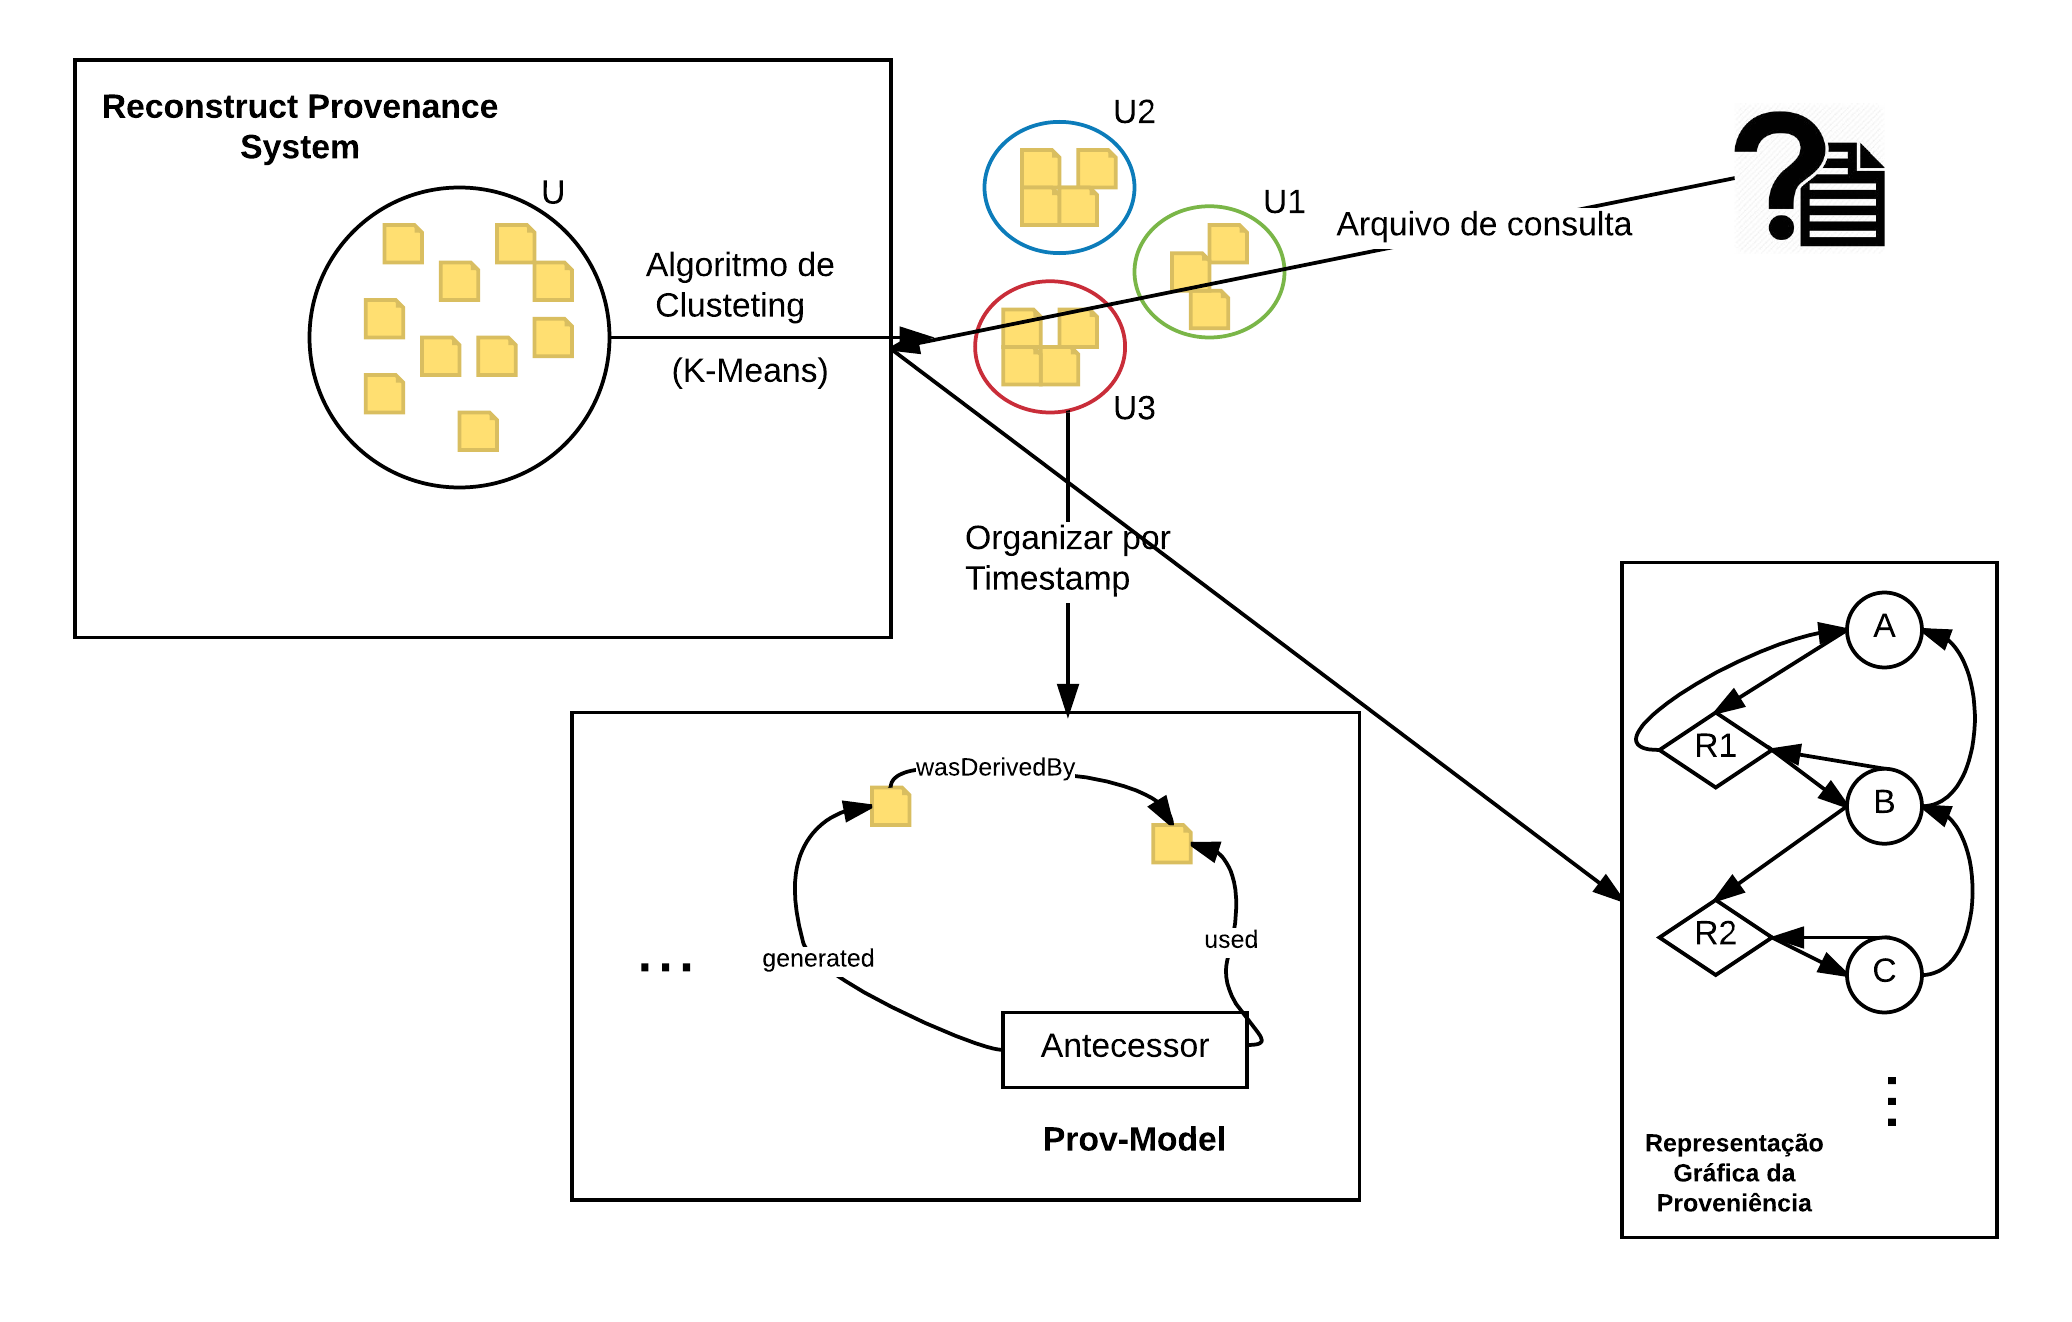 Reconstruct Provenance
System
U
Algoritmo de
Clusteting
(K-Means)
U2
U1
U3
Arquivo de consulta
Organizar por
Timestamp
wasDerivedBy
generated
used
...
Antecessor
Prov-Model
A
R1
B
R2
C
...
Representação
Gráfica da
Proveniência